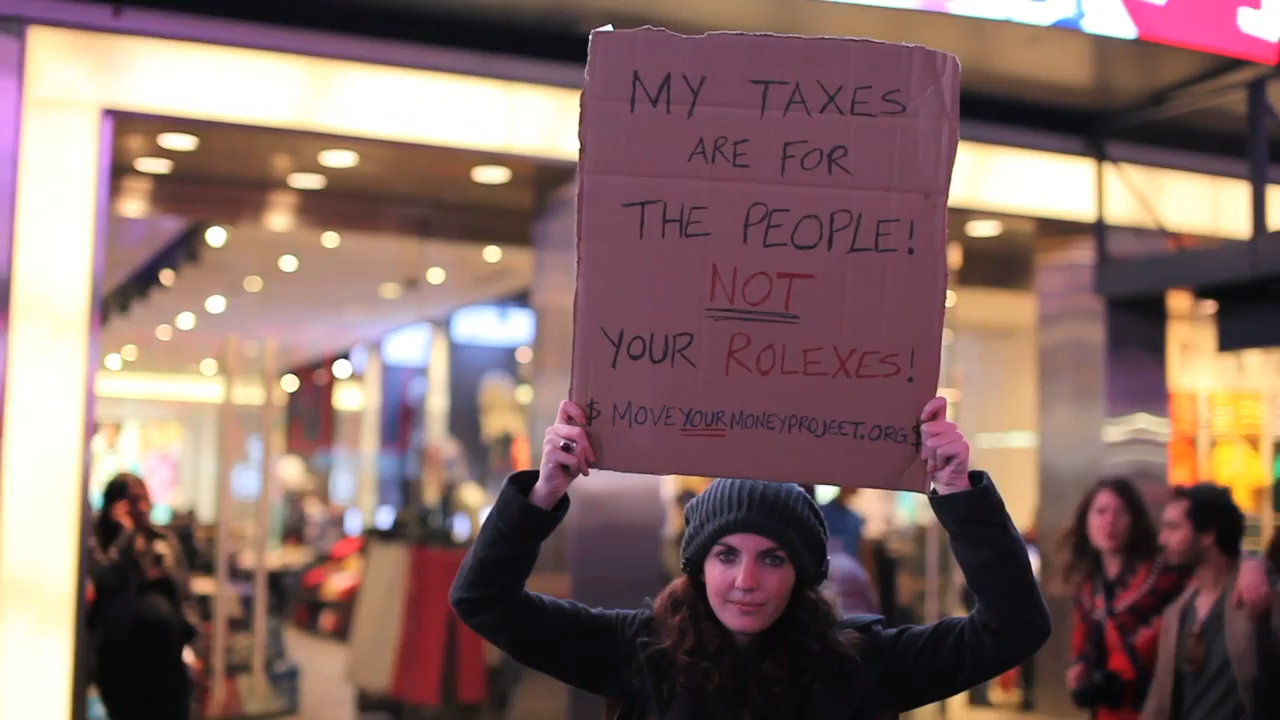 MY TAXES
ARE FOR
THE PEOPLE!
NOT
YOUR ROLEXES!
$ MOVEYOURMONEYPROJECT.ORG$